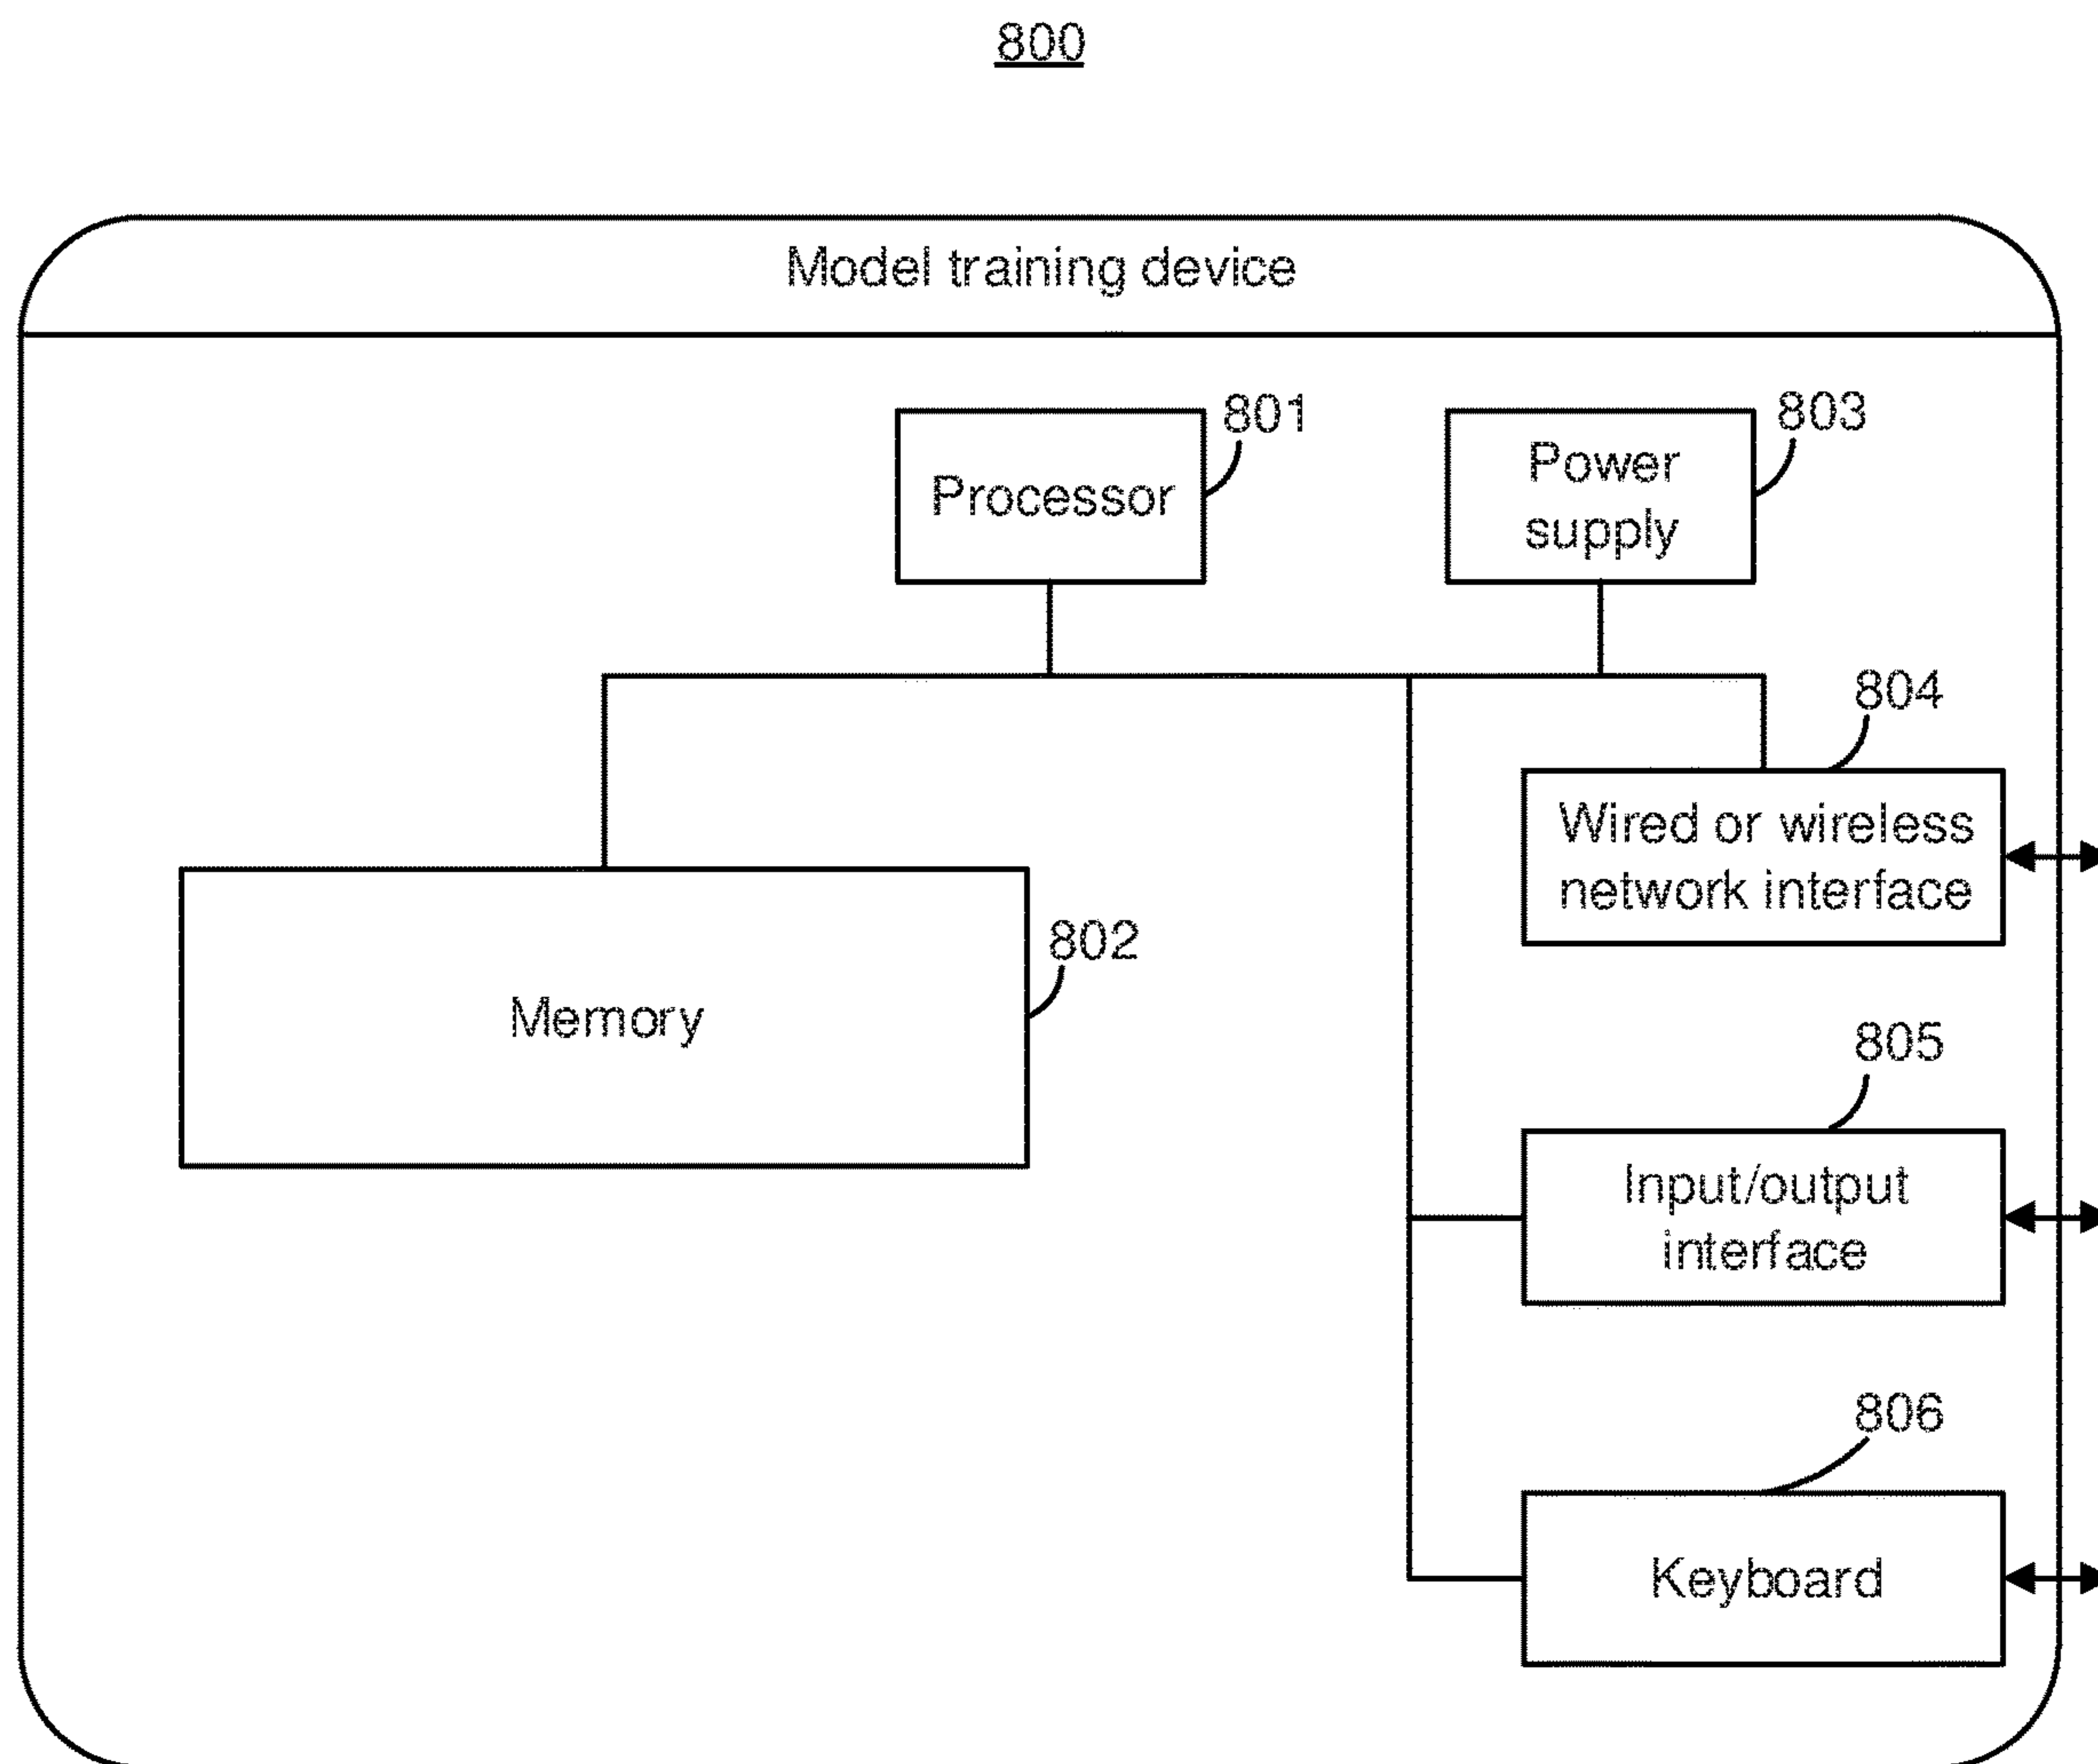 800
Model training device
801
803
Processor
Power
supply
804
Wired or wireless
network interface
802
Memory
805
Input/output
interface
806
Keyboard